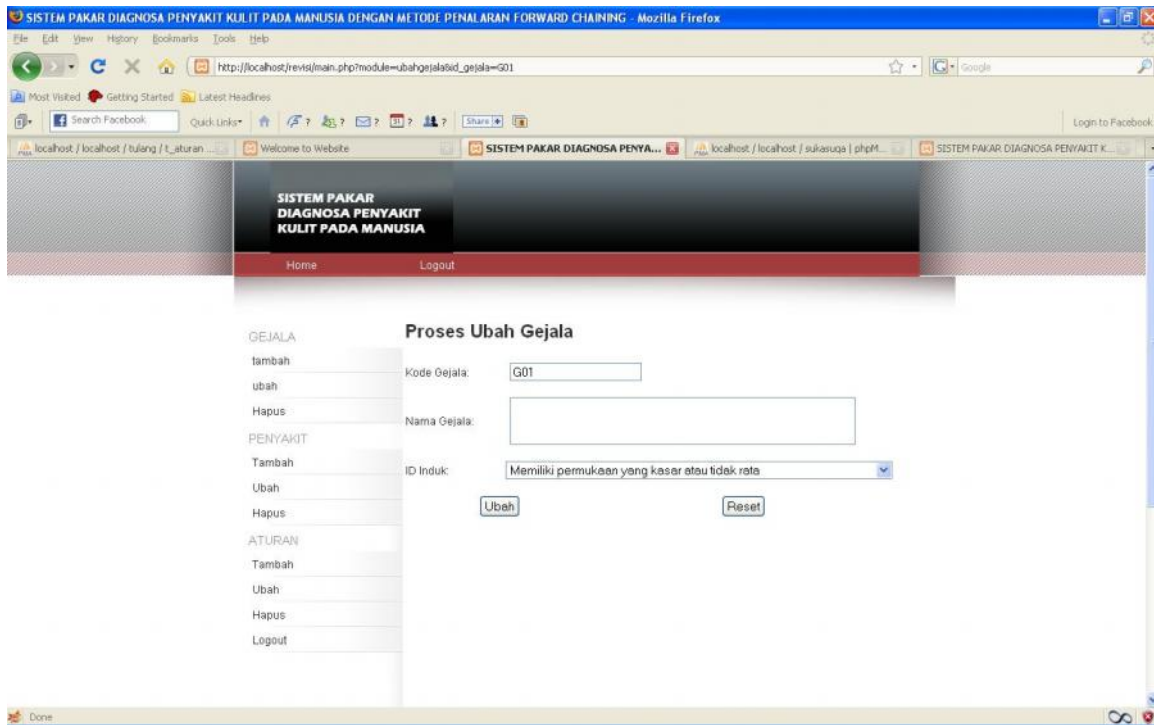 SISTEM PAKAR DIAGNOSA PENYAKIT KULIT PADA MANUSIA DENGAN METODE PENALARAN FORWARD CHAINING - Mozilla Firefox
File Edit View History Bookmarks Tools Help
http://localhost/revisi/main.php?module=ubahgejala&id_gejala=G01
Google
Most Visited Getting Started Latest Headlines
Search Facebook Quick Links ? ? ? ? ? Share Login to Facebook
localhost / localhost / tulang / t_aturan ... Welcome to Website SISTEM PAKAR DIAGNOSA PENYA... localhost / localhost / sukasuqa | phpM... SISTEM PAKAR DIAGNOSA PENYAKIT K...
SISTEM PAKAR
DIAGNOSA PENYAKIT
KULIT PADA MANUSIA
Home Logout
GEJALA
tambah
ubah
Hapus
PENYAKIT
Tambah
Ubah
Hapus
ATURAN
Tambah
Ubah
Hapus
Logout
Proses Ubah Gejala
Kode Gejala: G01
Nama Gejala:
ID Induk: Memiliki permukaan yang kasar atau tidak rata
Ubah Reset
Done